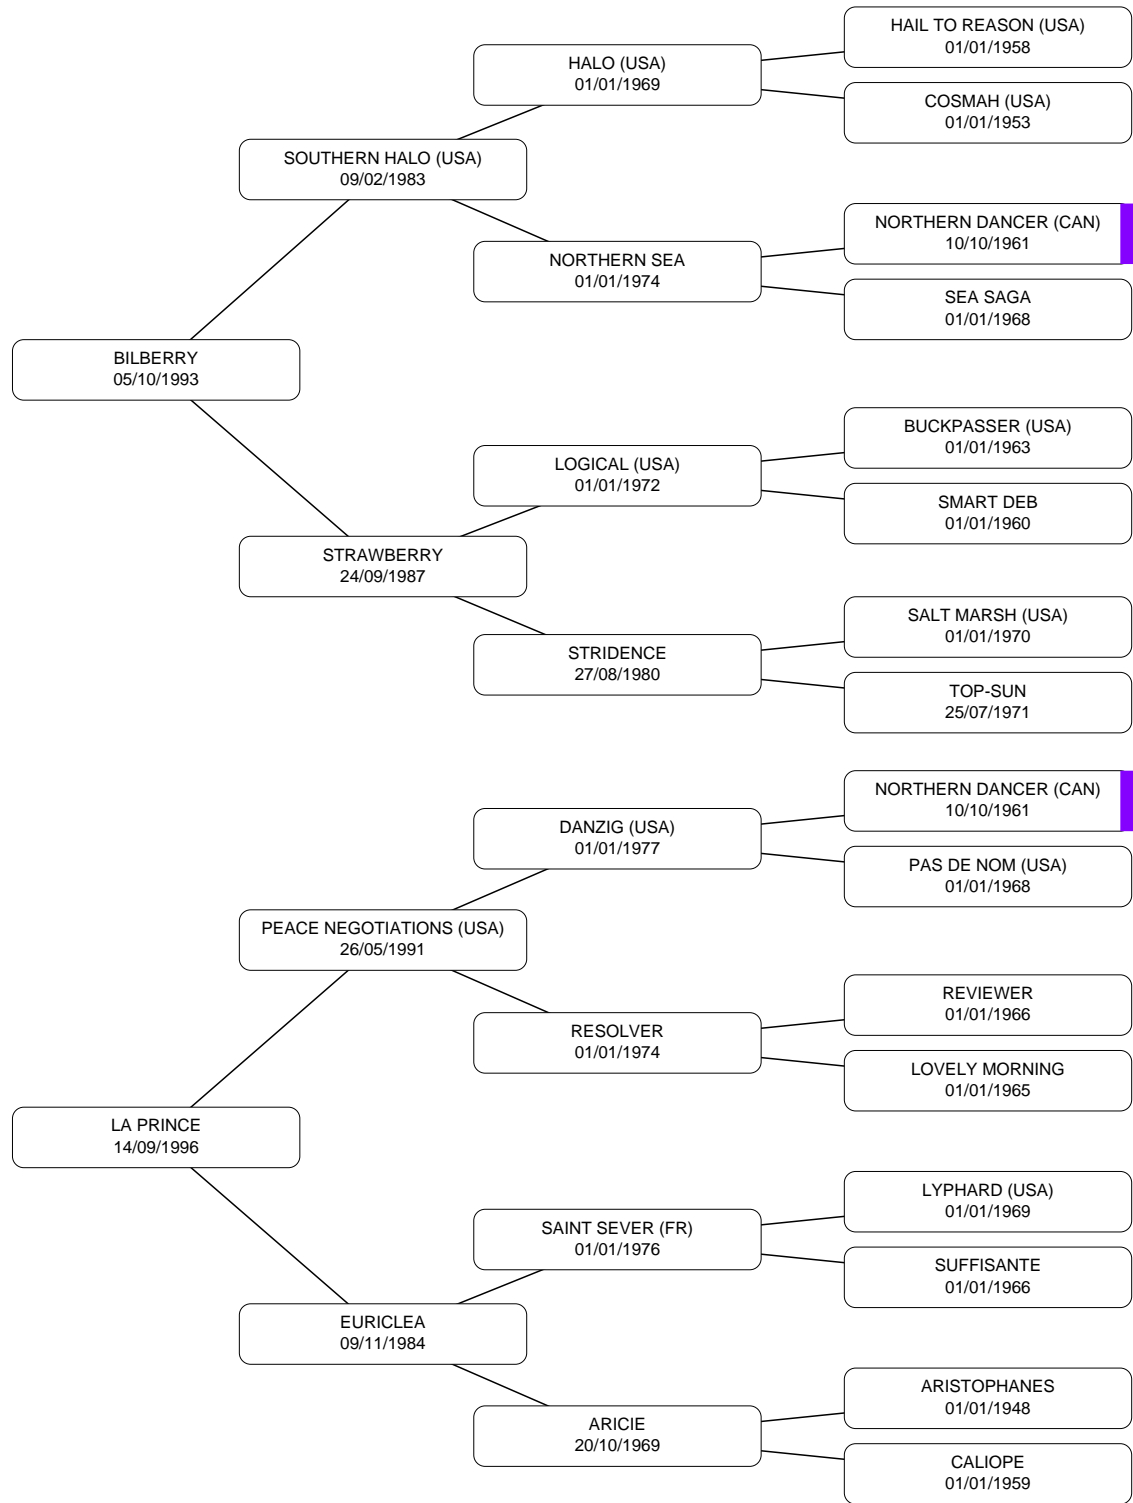 HAIL TO REASON (USA)
01/01/1958
HALO (USA)
01/01/1969
COSMAH (USA)
01/01/1953
SOUTHERN HALO (USA)
09/02/1983
NORTHERN DANCER (CAN)
10/10/1961
NORTHERN SEA
01/01/1974
SEA SAGA
01/01/1968
BILBERRY
05/10/1993
BUCKPASSER (USA)
01/01/1963
LOGICAL (USA)
01/01/1972
SMART DEB
01/01/1960
STRAWBERRY
24/09/1987
SALT MARSH (USA)
01/01/1970
STRIDENCE
27/08/1980
TOP-SUN
25/07/1971
NORTHERN DANCER (CAN)
10/10/1961
DANZIG (USA)
01/01/1977
PAS DE NOM (USA)
01/01/1968
PEACE NEGOTIATIONS (USA)
26/05/1991
REVIEWER
01/01/1966
RESOLVER
01/01/1974
LOVELY MORNING
01/01/1965
LA PRINCE
14/09/1996
LYPHARD (USA)
01/01/1969
SAINT SEVER (FR)
01/01/1976
SUFFISANTE
01/01/1966
EURICLEA
09/11/1984
ARISTOPHANES
01/01/1948
ARICIE
20/10/1969
CALIOPE
01/01/1959